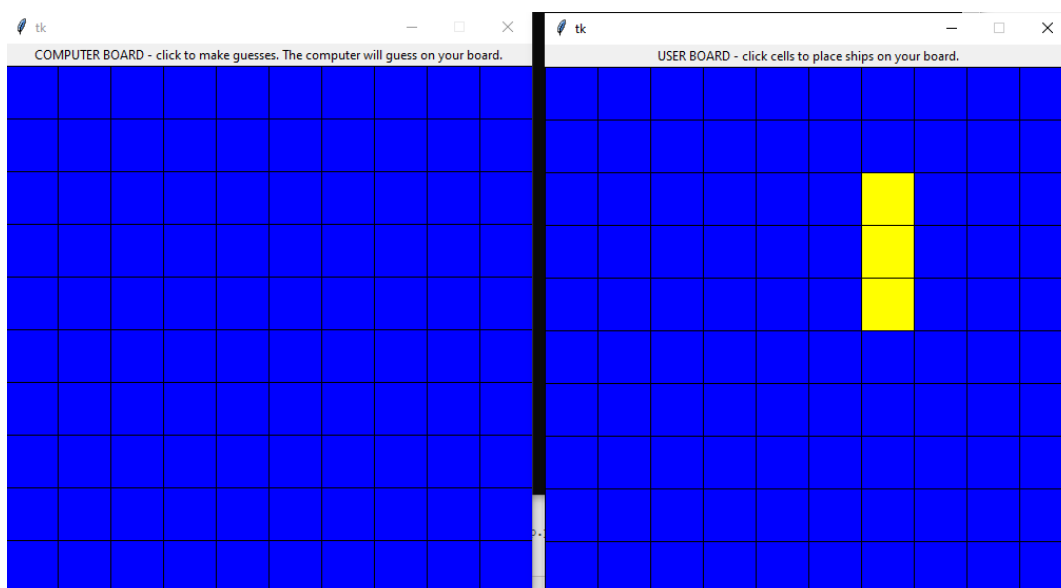 tk
COMPUTER BOARD - click to make guesses. The computer will guess on your board.
tk
USER BOARD - click cells to place ships on your board.